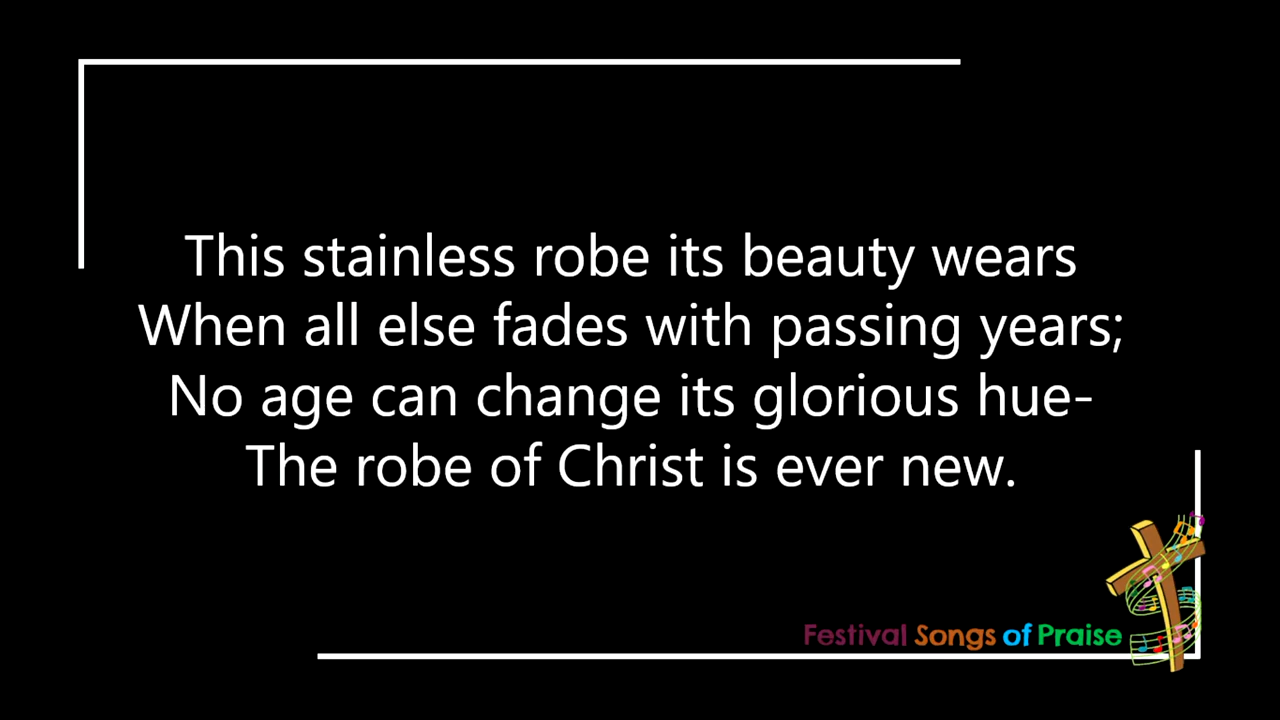 This stainless robe its beauty wears
When all else fades with passing years;
No age can change its glorious hue-
The robe of Christ is ever new.
Festival Songs of Praise